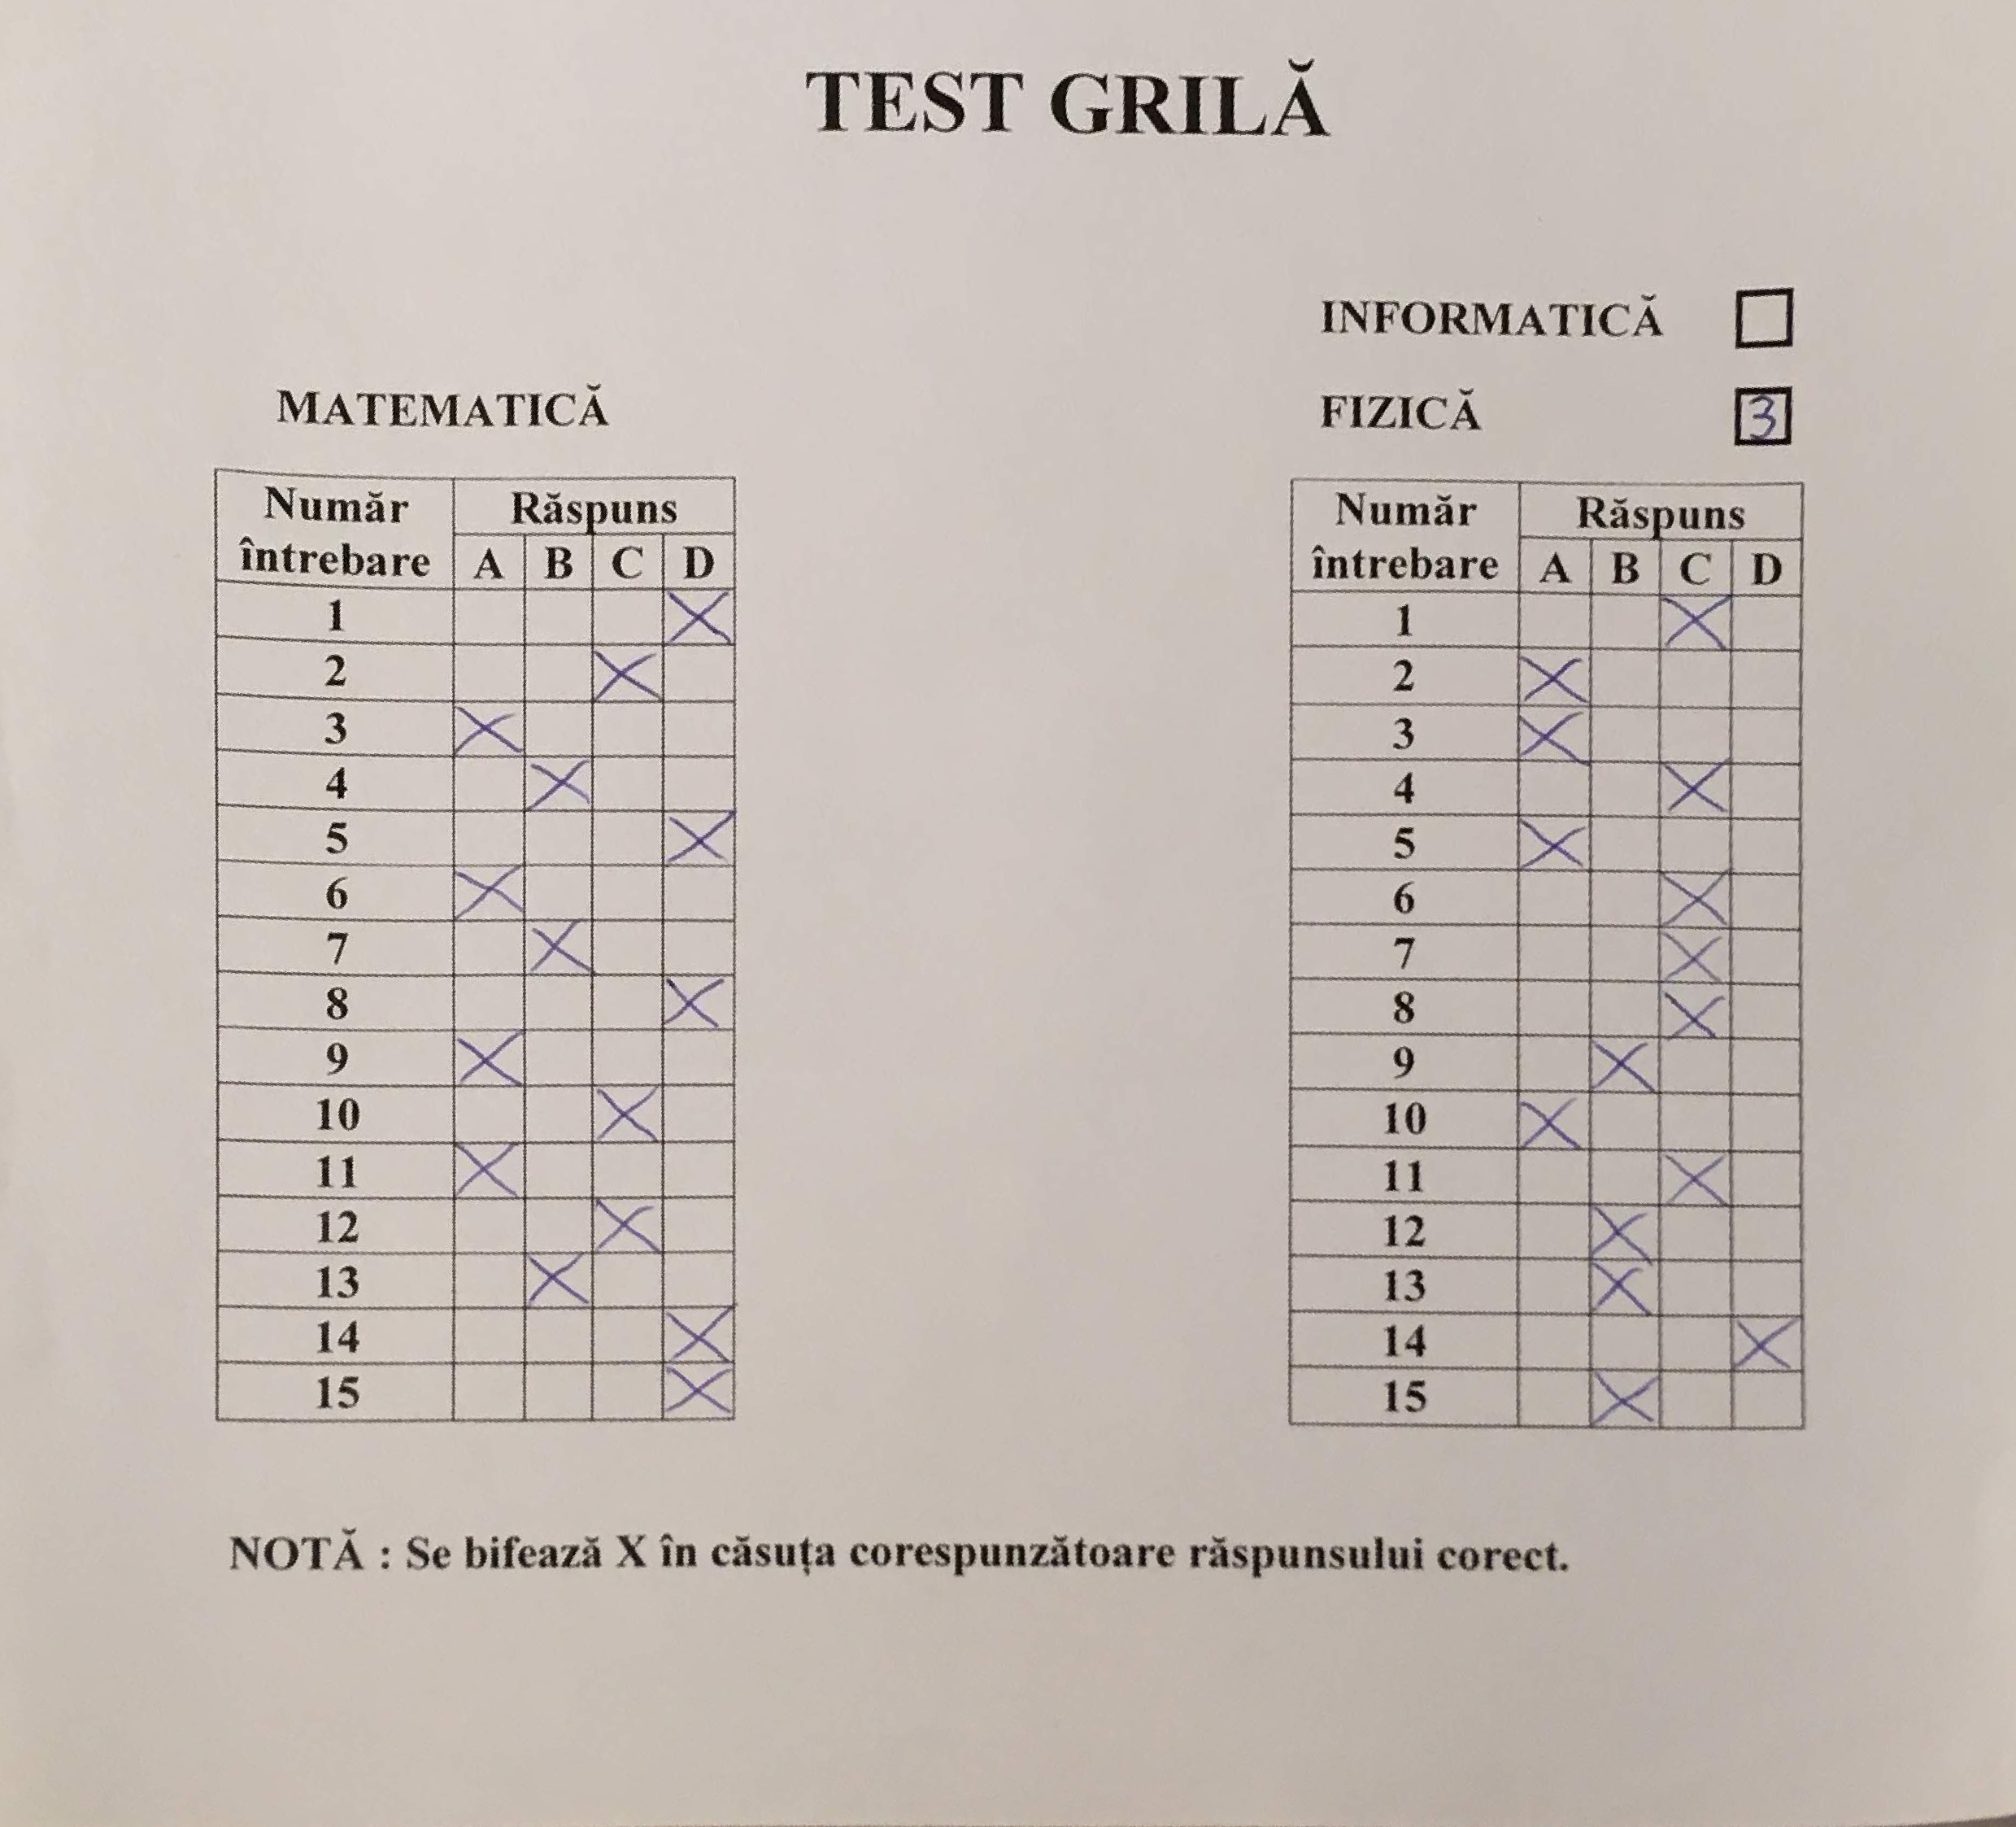 TEST GRILĂ
INFORMATICĂ
MATEMATICĂ
FIZICĂ 3
Număr întrebare Răspuns
A B C D
1 X
2 X
3 X
4 X
5 X
6 X
7 X
8 X
9 X
10 X
11 X
12 X
13 X
14 X
15 X
Număr întrebare Răspuns
A B C D
1 X
2 X
3 X
4 X
5 X
6 X
7 X
8 X
9 X
10 X
11 X
12 X
13 X
14 X
15 X
NOTĂ : Se bifează X în căsuța corespunzătoare răspunsului corect.